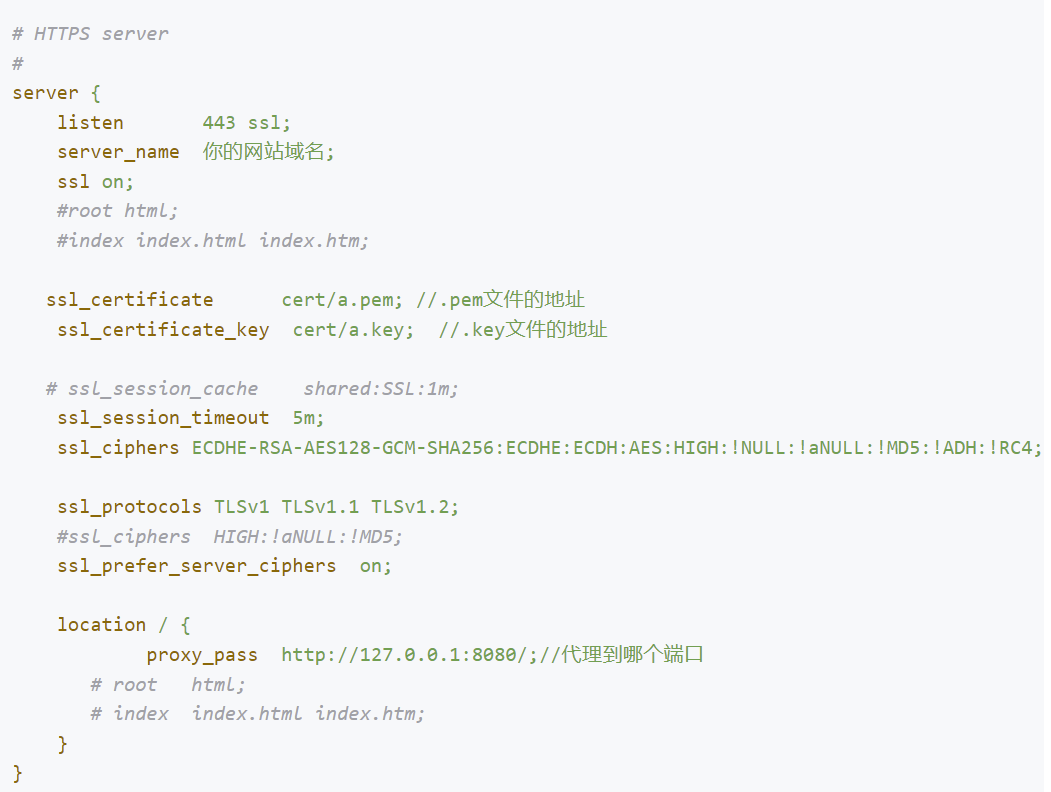 # HTTPS server
#
server {
    listen       443 ssl;
    server_name  你的网站域名;
    ssl on;
    #root html;
    #index index.html index.htm;

   ssl_certificate      cert/a.pem; //.pem文件的地址
    ssl_certificate_key  cert/a.key;  //.key文件的地址

   # ssl_session_cache    shared:SSL:1m;
    ssl_session_timeout  5m;
    ssl_ciphers ECDHE-RSA-AES128-GCM-SHA256:ECDHE:ECDH:AES:HIGH:!NULL:!aNULL:!MD5:!ADH:!RC4;

    ssl_protocols TLSv1 TLSv1.1 TLSv1.2;
    #ssl_ciphers  HIGH:!aNULL:!MD5;
    ssl_prefer_server_ciphers  on;

    location / {
            proxy_pass  http://127.0.0.1:8080/;//代理到哪个端口
       # root   html;
       # index  index.html index.htm;
    }
}